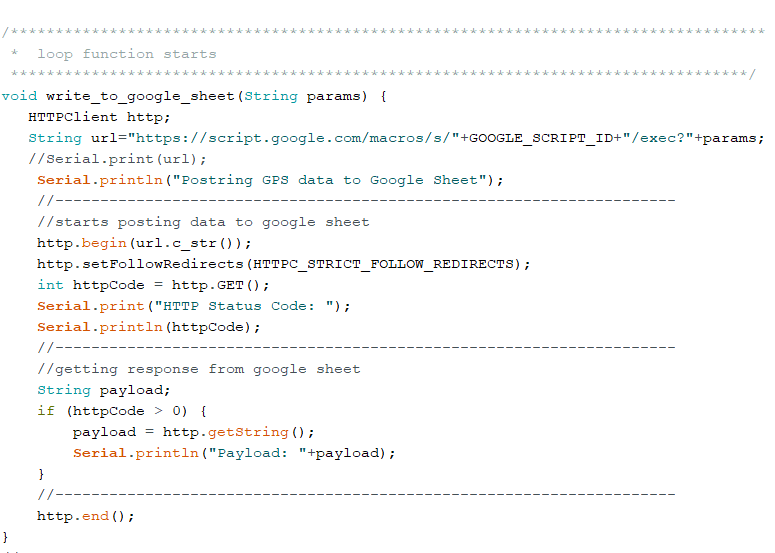 /************************************************************************************
 *  loop function starts
 **********************************************************************************/
void write_to_google_sheet(String params) {
   HTTPClient http;
   String url="https://script.google.com/macros/s/"+GOOGLE_SCRIPT_ID+"/exec?"+params;
   //Serial.print(url);
    Serial.println("Postring GPS data to Google Sheet");
    //---------------------------------------------------------------------
    //starts posting data to google sheet
    http.begin(url.c_str());
    http.setFollowRedirects(HTTPC_STRICT_FOLLOW_REDIRECTS);
    int httpCode = http.GET();
    Serial.print("HTTP Status Code: ");
    Serial.println(httpCode);
    //---------------------------------------------------------------------
    //getting response from google sheet
    String payload;
    if (httpCode > 0) {
        payload = http.getString();
        Serial.println("Payload: "+payload);
    }
    //---------------------------------------------------------------------
    http.end();
}